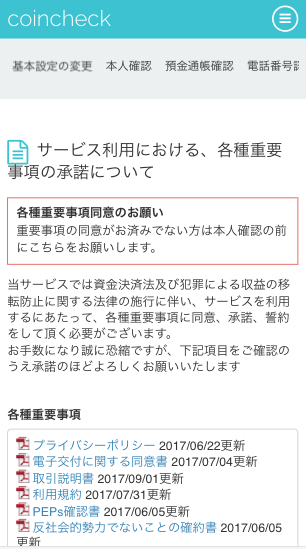 coincheck
基本設定の変更 本人確認 預金通帳確認 電話番号認
サービス利用における、各種重要
事項の承諾について
各種重要事項同意のお願い
重要事項の同意がお済みでない方は本人確認の前
にこちらをお願いします。
当サービスでは資金決済法及び犯罪による収益の移
転防止に関する法律の施行に伴い、サービスを利用
するにあたって、各種重要事項に同意、承諾、誓約
をして頂く必要がございます。
お手数になり誠に恐縮ですが、下記項目をご確認の
うえ承諾のほどよろしくお願いいたします
各種重要事項
プライバシーポリシー 2017/06/22更新
電子交付に関する同意書 2017/07/04更新
取引説明書 2017/09/01更新
利用規約 2017/07/31更新
PEPs確認書 2017/06/05更新
反社会的勢力でないことの確約書 2017/06/05
更新